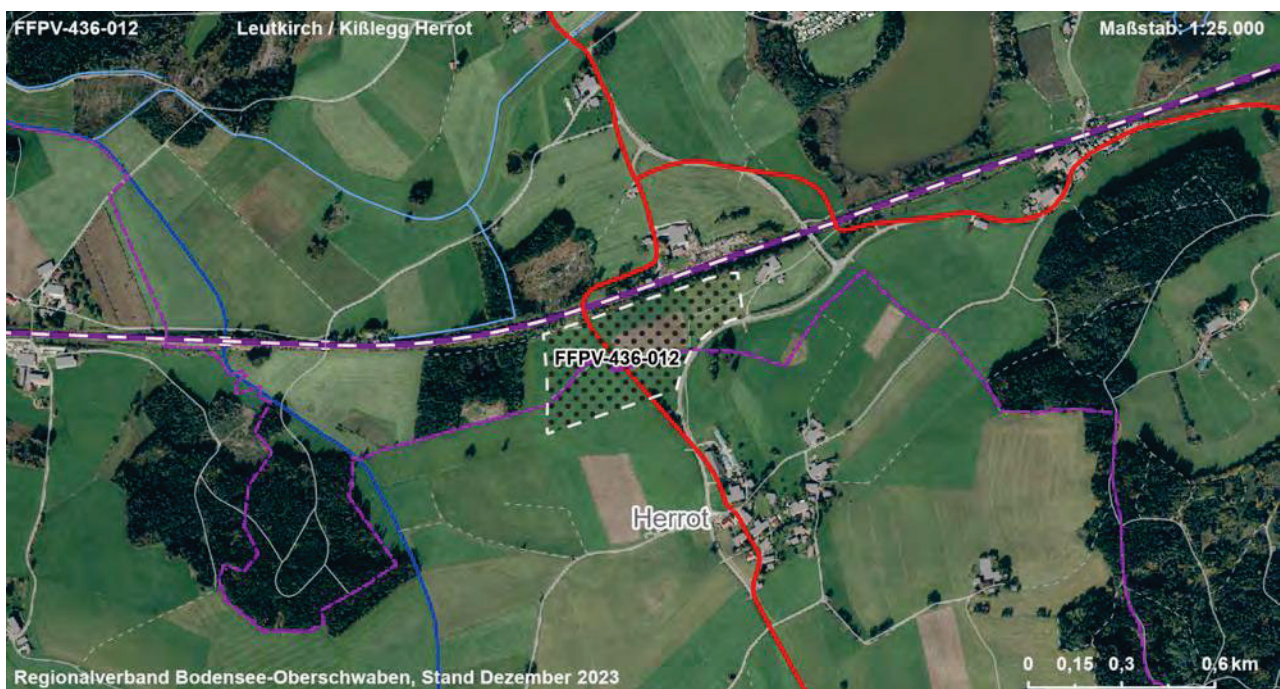 FFPV-436-012
Leutkirch / Kißlegg Herrot
Maßstab: 1:25.000
FFPV-436-012
Herrot
0 0,15 0,3 0,6 km
Regionalverband Bodensee-Oberschwaben, Stand Dezember 2023